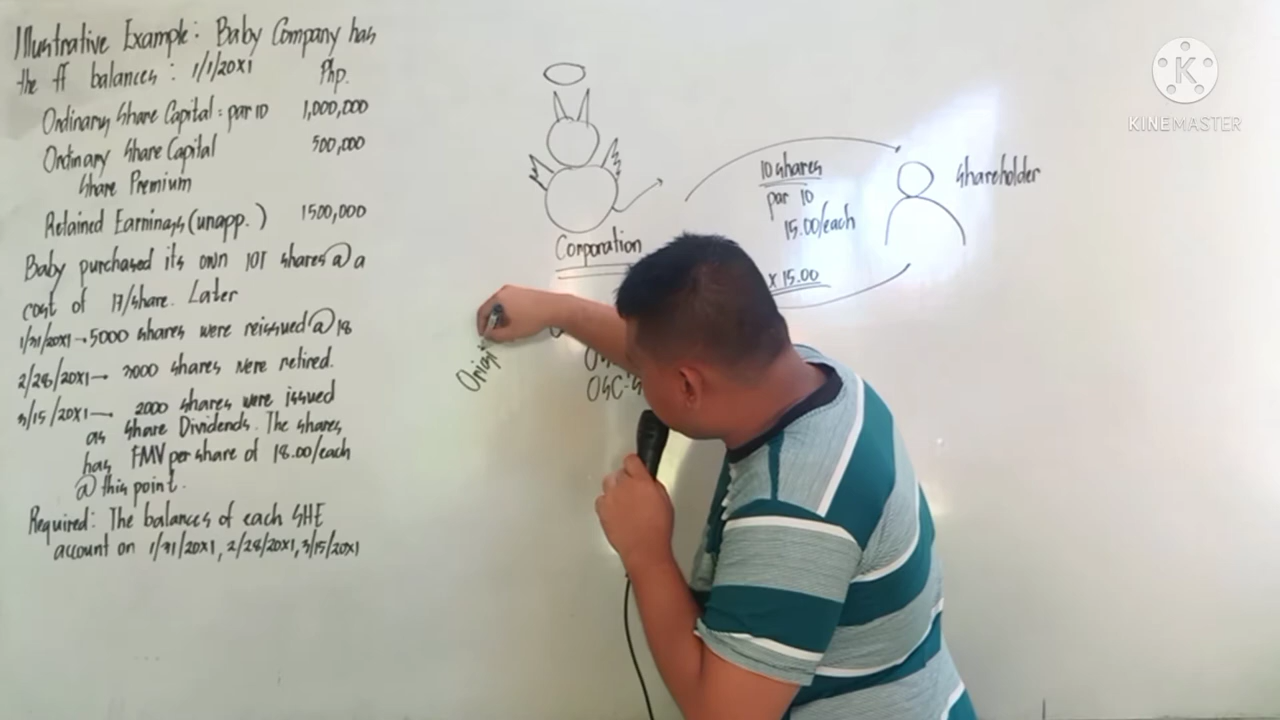 Illustrative Example: Baby Company has
the ff balances: 1/1/20x1 Php.
Ordinary Share Capital: par 10 1,000,000
Ordinary Share Capital 500,000
Share Premium
Retained Earnings (unapp.) 1500,000
Baby purchased its own 10T shares @ a
cost of 17/share. Later
1/31/20x1 → 5000 shares were reissued @ 18
2/28/20x1 → 3000 shares were retired.
3/15/20x1 → 2000 shares were issued
as share Dividends. The shares
has FMV per share of 18.00/each
@ this point.
Required: The balances of each SHE
account on 1/31/20x1, 2/28/20x1, 3/15/20x1
Corporation
10 shares
par 10
15.00/each
x 15.00
Shareholder
OSC-S
KINEMASTER